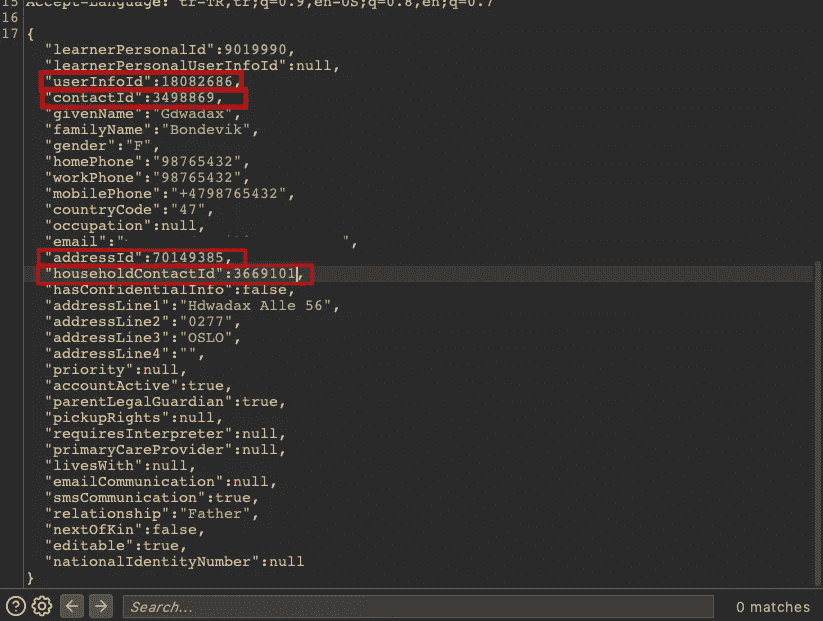 15 Accept-Language: tr-TR,tr;q=0.9,en-US;q=0.8,en;q=0.7
16
17 {
"learnerPersonalId":9019990,
"learnerPersonalUserInfoId":null,
"userInfoId":18082686,
"contactId":3498869,
"givenName":"Gdwadax",
"familyName":"Bondevik",
"gender":"F",
"homePhone":"98765432",
"workPhone":"98765432",
"mobilePhone":"+4798765432",
"countryCode":"47",
"occupation":null,
"email":" ",
"addressId":70149385,
"householdContactId":3669101,
"hasConfidentialInfo":false,
"addressLine1":"Hdwadax Alle 56",
"addressLine2":"0277",
"addressLine3":"OSLO",
"addressLine4":"",
"priority":null,
"accountActive":true,
"parentLegalGuardian":true,
"pickupRights":null,
"requiresInterpreter":null,
"primaryCareProvider":null,
"livesWith":null,
"emailCommunication":null,
"smsCommunication":true,
"relationship":"Father",
"nextOfKin":false,
"editable":true,
"nationalIdentityNumber":null
}
? Search... 0 matches